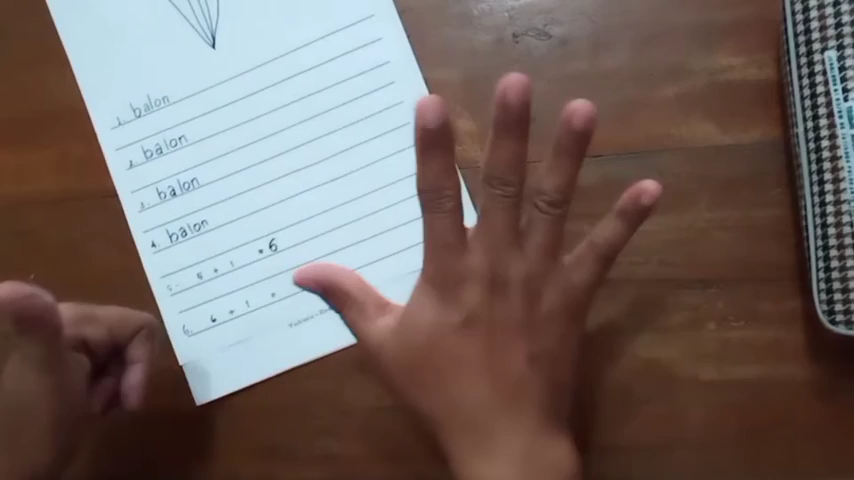 1. balon
2. balon
3. balon
4. balon
5. 5 + 1 = 6
6. 6 + 1 =